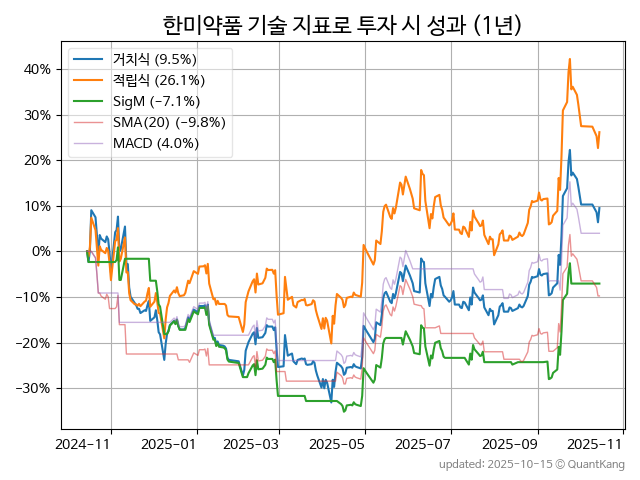 한미약품 기술 지표로 투자 시 성과 (1년)
거치식 (9.5%)
적립식 (26.1%)
SigM (−7.1%)
SMA(20) (−9.8%)
MACD (4.0%)
40%
30%
20%
10%
0%
−10%
−20%
−30%
2024-11
2025-01
2025-03
2025-05
2025-07
2025-09
2025-11
updated: 2025-10-15 © QuantKang